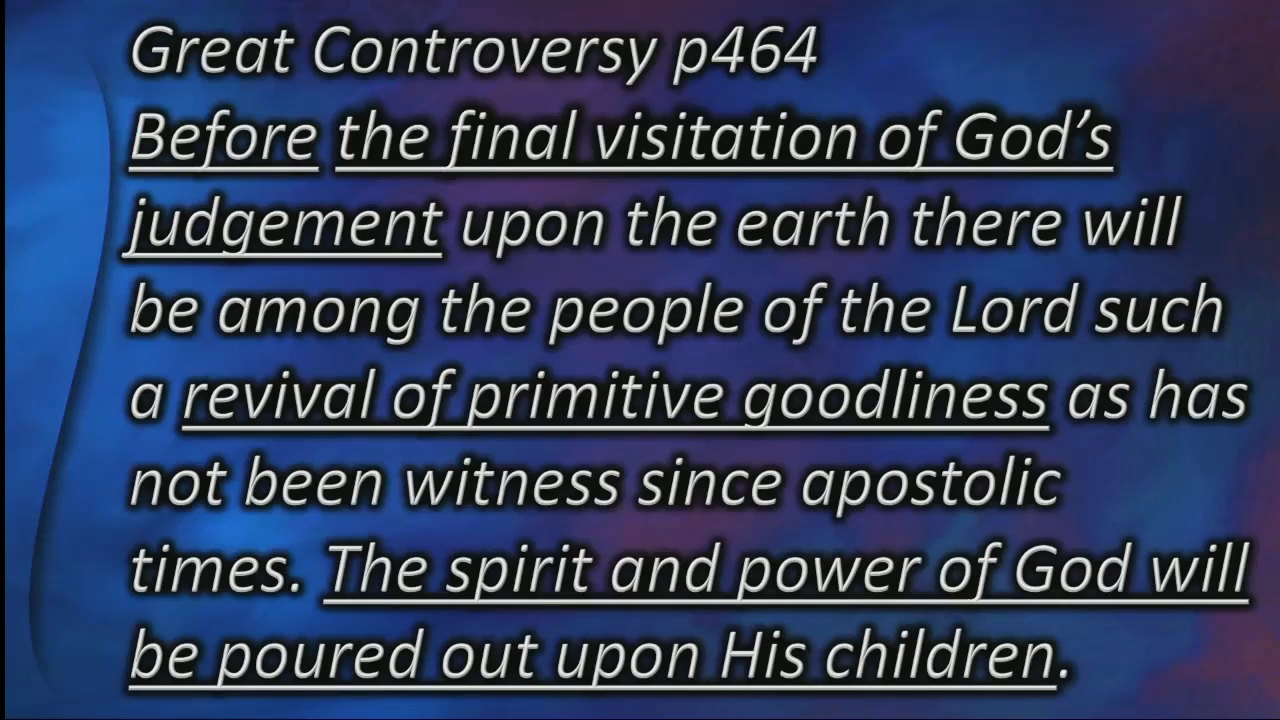 Great Controversy p464
Before the final visitation of God’s
judgement upon the earth there will
be among the people of the Lord such
a revival of primitive goodliness as has
not been witness since apostolic
times. The spirit and power of God will
be poured out upon His children.